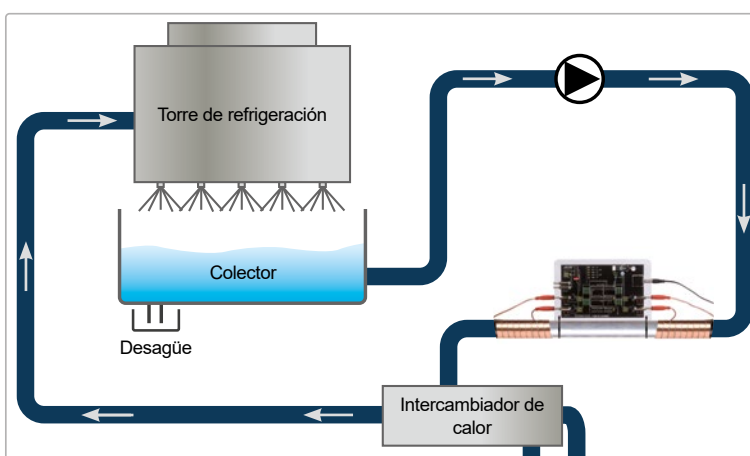 Torre de refrigeración
Colector
Desagüe
Intercambiador de
calor